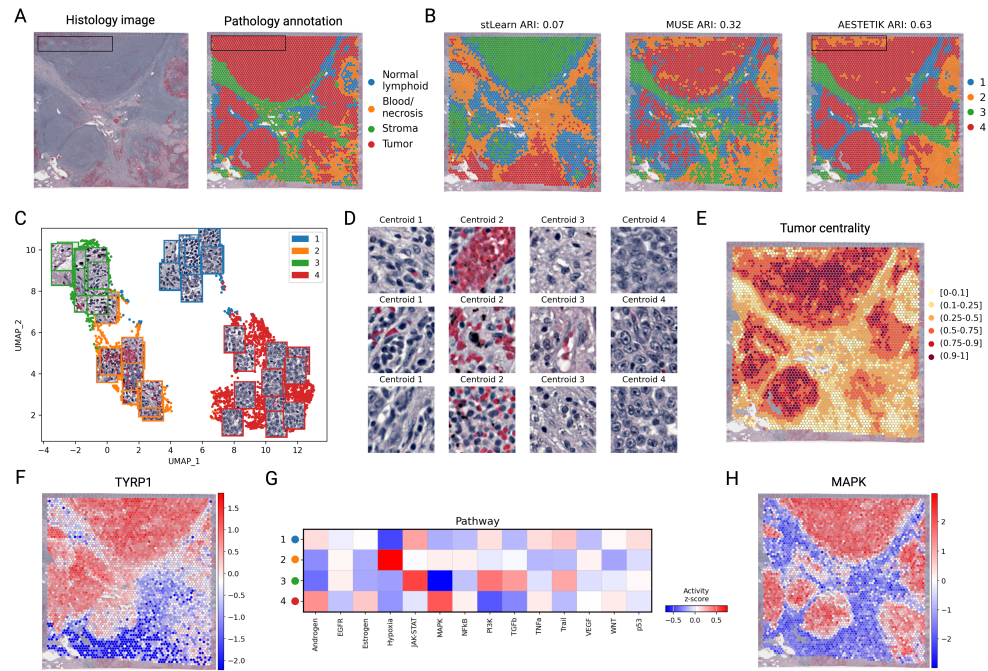 A
Histology image
Pathology annotation
Normal
lymphoid
Blood/
necrosis
Stroma
Tumor
B
stLearn ARI: 0.07
MUSE ARI: 0.32
AESTETIK ARI: 0.63
1
2
3
4
C
10
8
6
4
2
UMAP_2
−4
−2
0
2
4
6
8
10
12
UMAP_1
1
2
3
4
D
Centroid 1
Centroid 2
Centroid 3
Centroid 4
Centroid 1
Centroid 2
Centroid 3
Centroid 4
Centroid 1
Centroid 2
Centroid 3
Centroid 4
E
Tumor centrality
[0-0.1]
(0.1-0.25]
(0.25-0.5]
(0.5-0.75]
(0.75-0.9]
(0.9-1]
F
TYRP1
1.5
1.0
0.5
0.0
−0.5
−1.0
−1.5
−2.0
G
Pathway
1
2
3
4
Androgen
EGFR
Estrogen
Hypoxia
JAK-STAT
MAPK
NFkB
PI3K
TGFb
TNFa
Trail
VEGF
WNT
p53
Activity
z-score
−0.5
0.0
0.5
H
MAPK
2
1
0
−1
−2